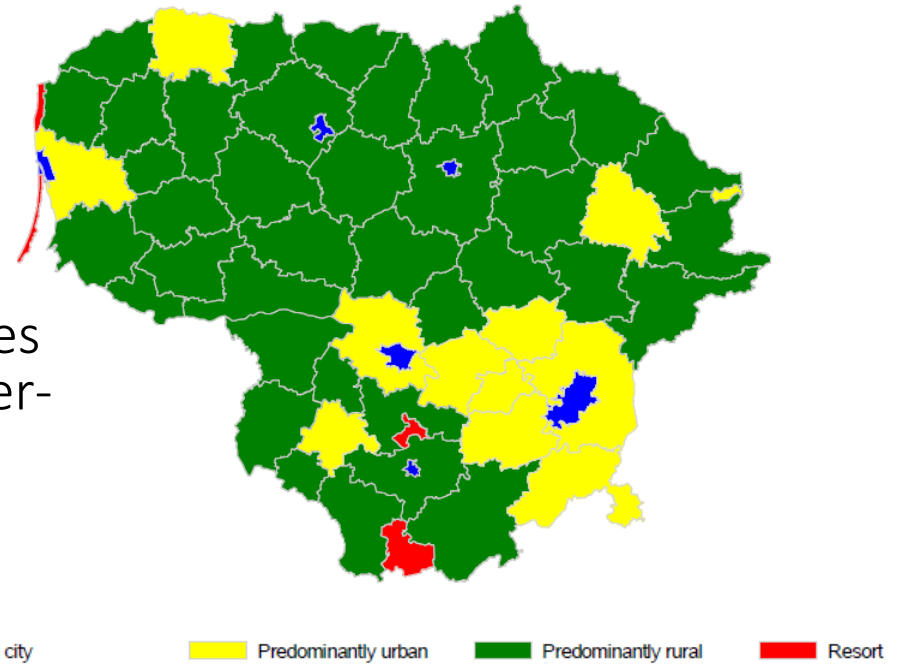 es
er-
city
Predominantly urban
Predominantly rural
Resort